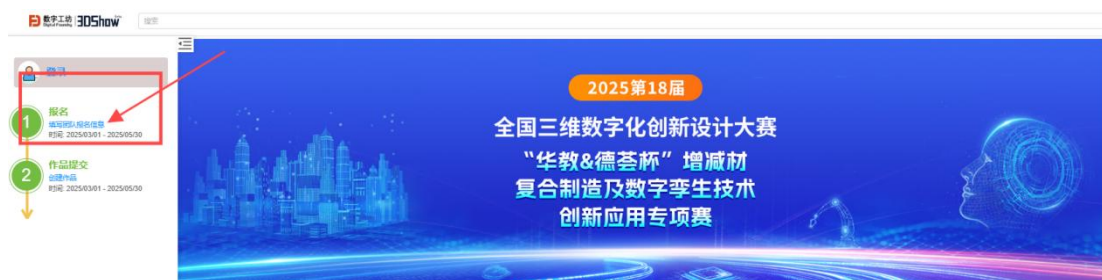 数字工坊 3DShow
Digital Foundry
搜索
登录
1 报名
填写团队报名信息
时间: 2025/03/01 - 2025/05/30
2 作品提交
创建作品
时间: 2025/03/01 - 2025/05/30
2025第18届
全国三维数字化创新设计大赛
“华教&德荟杯”增减材
复合制造及数字孪生技术
创新应用专项赛